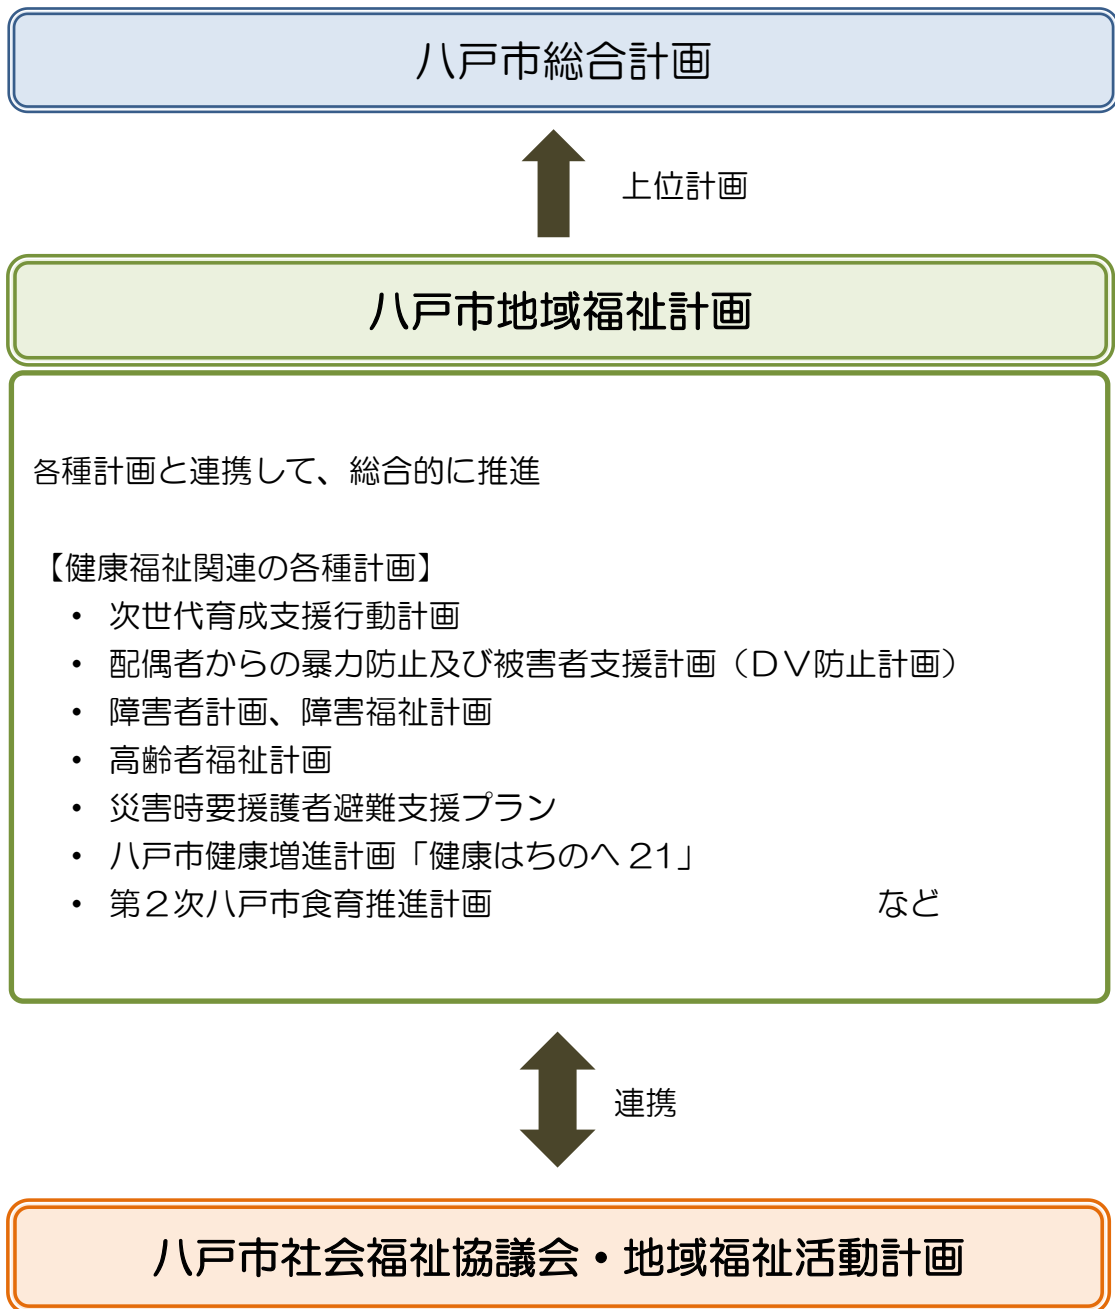 八戸市総合計画
上位計画
八戸市地域福祉計画
各種計画と連携して、総合的に推進
【健康福祉関連の各種計画】
・ 次世代育成支援行動計画
・ 配偶者からの暴力防止及び被害者支援計画（ＤＶ防止計画）
・ 障害者計画、障害福祉計画
・ 高齢者福祉計画
・ 災害時要援護者避難支援プラン
・ 八戸市健康増進計画「健康はちのへ 21」
・ 第２次八戸市食育推進計画 など
連携
八戸市社会福祉協議会・地域福祉活動計画